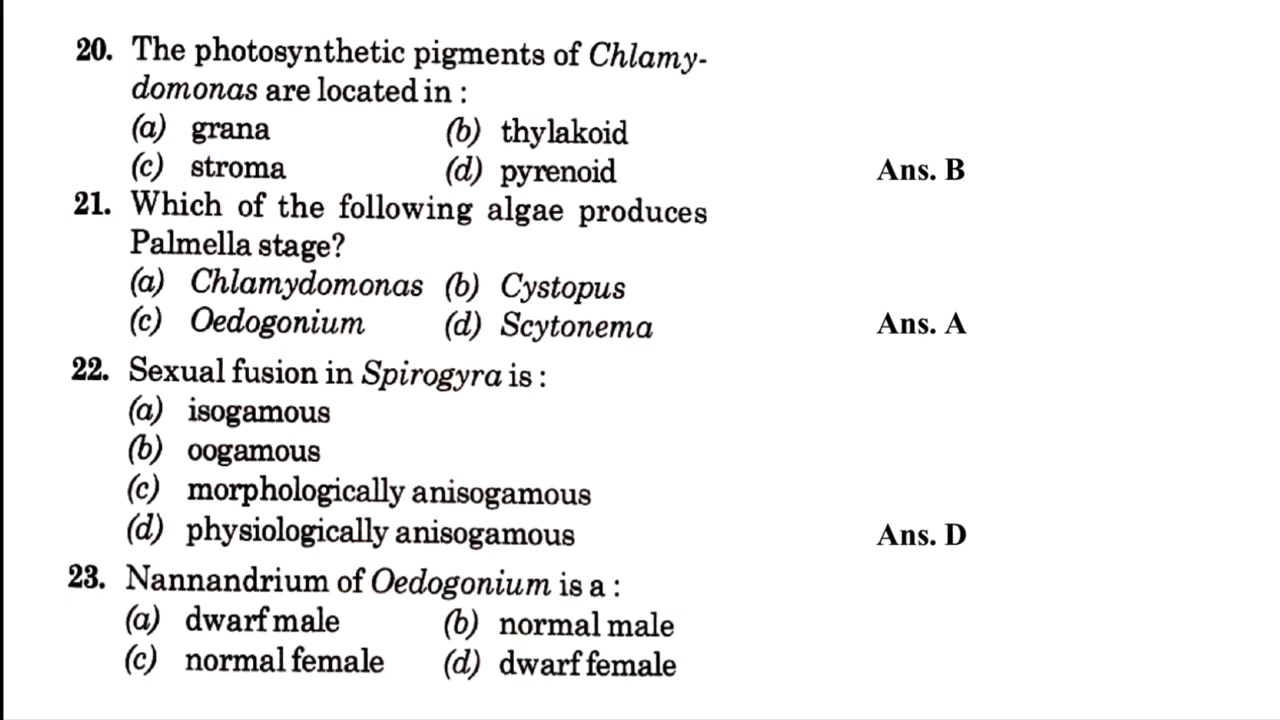 20. The photosynthetic pigments of Chlamy-
domonas are located in :
(a) grana (b) thylakoid
(c) stroma (d) pyrenoid Ans. B
21. Which of the following algae produces
Palmella stage?
(a) Chlamydomonas (b) Cystopus
(c) Oedogonium (d) Scytonema Ans. A
22. Sexual fusion in Spirogyra is :
(a) isogamous
(b) oogamous
(c) morphologically anisogamous
(d) physiologically anisogamous Ans. D
23. Nannandrium of Oedogonium is a :
(a) dwarf male (b) normal male
(c) normal female (d) dwarf female